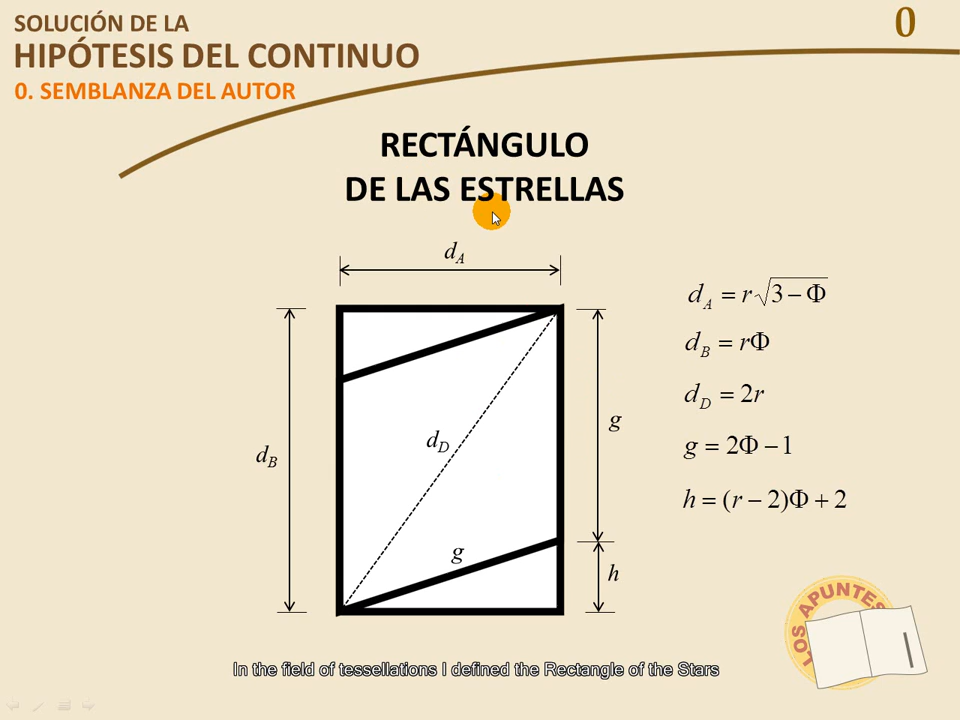 SOLUCIÓN DE LA
HIPÓTESIS DEL CONTINUO
0. SEMBLANZA DEL AUTOR
0
RECTÁNGULO
DE LAS ESTRELLAS
d_A
d_B
d_D
g
g
h
d_A = r√(3−Φ)
d_B = rΦ
d_D = 2r
g = 2Φ − 1
h = (r − 2)Φ + 2
LOS APUNTES
In the field of tessellations I defined the Rectangle of the Stars